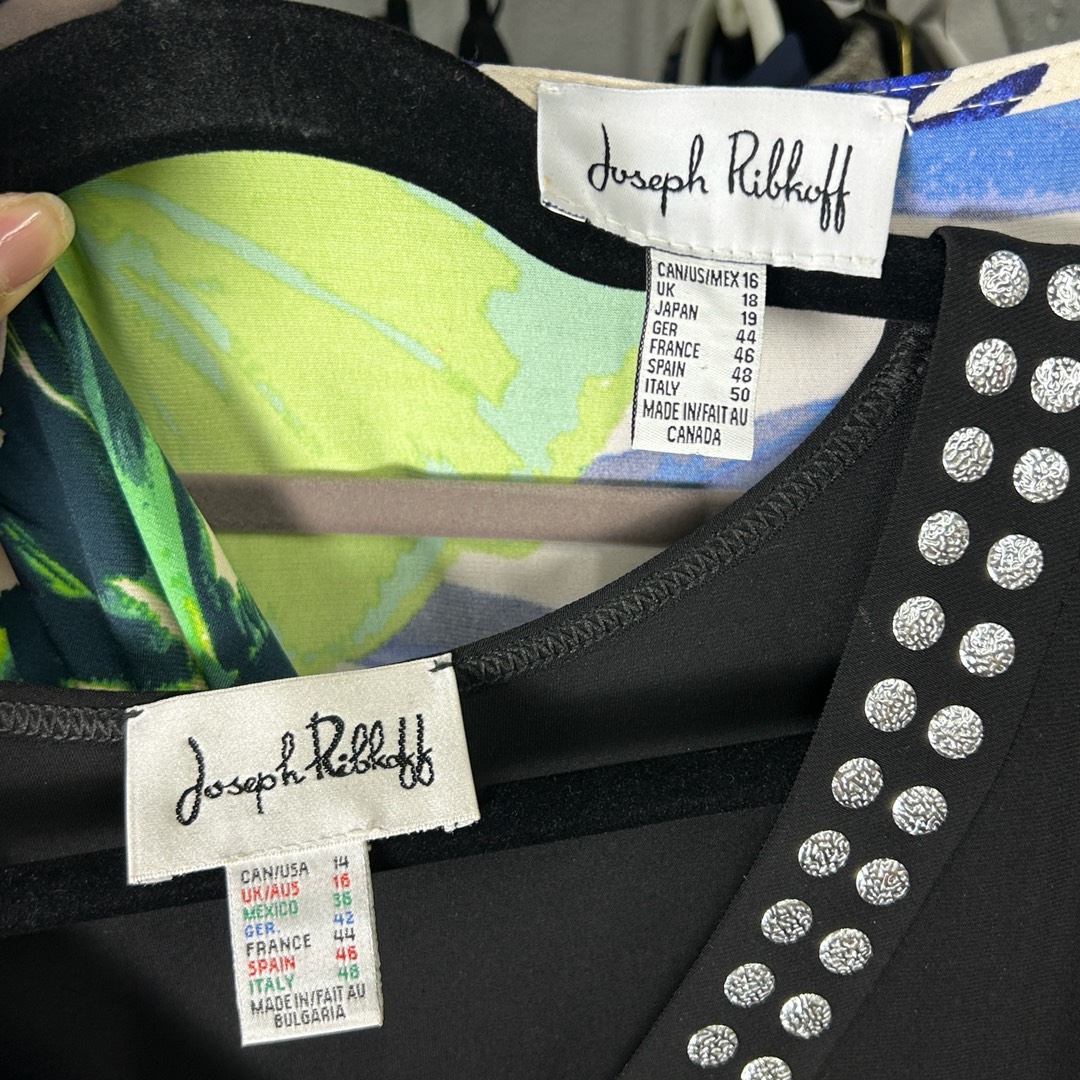 Joseph Ribkoff
CAN/US/MEX 16
UK 18
JAPAN 19
GER 44
FRANCE 46
SPAIN 48
ITALY 50
MADE IN/FAIT AU
CANADA
Joseph Ribkoff
CAN/USA 14
UK/AUS 16
MEXICO 36
GER. 42
FRANCE 44
SPAIN 46
ITALY 48
MADE IN/FAIT AU
BULGARIA